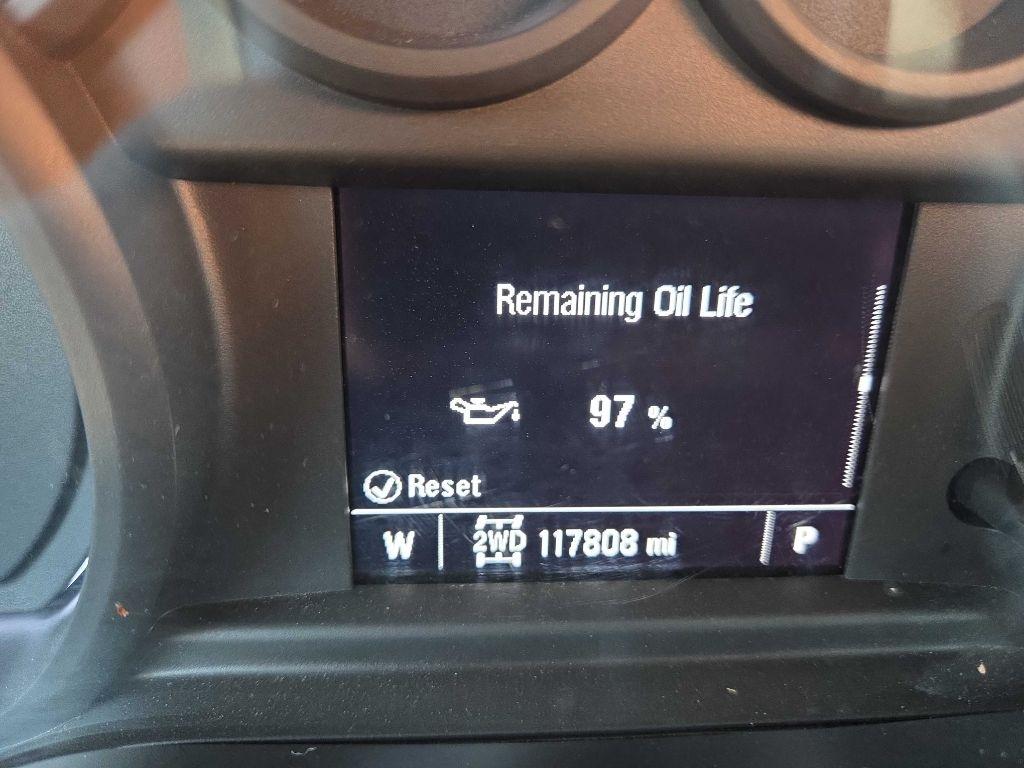 Remaining Oil Life
97 %
Reset
W 2WD 117808 mi P